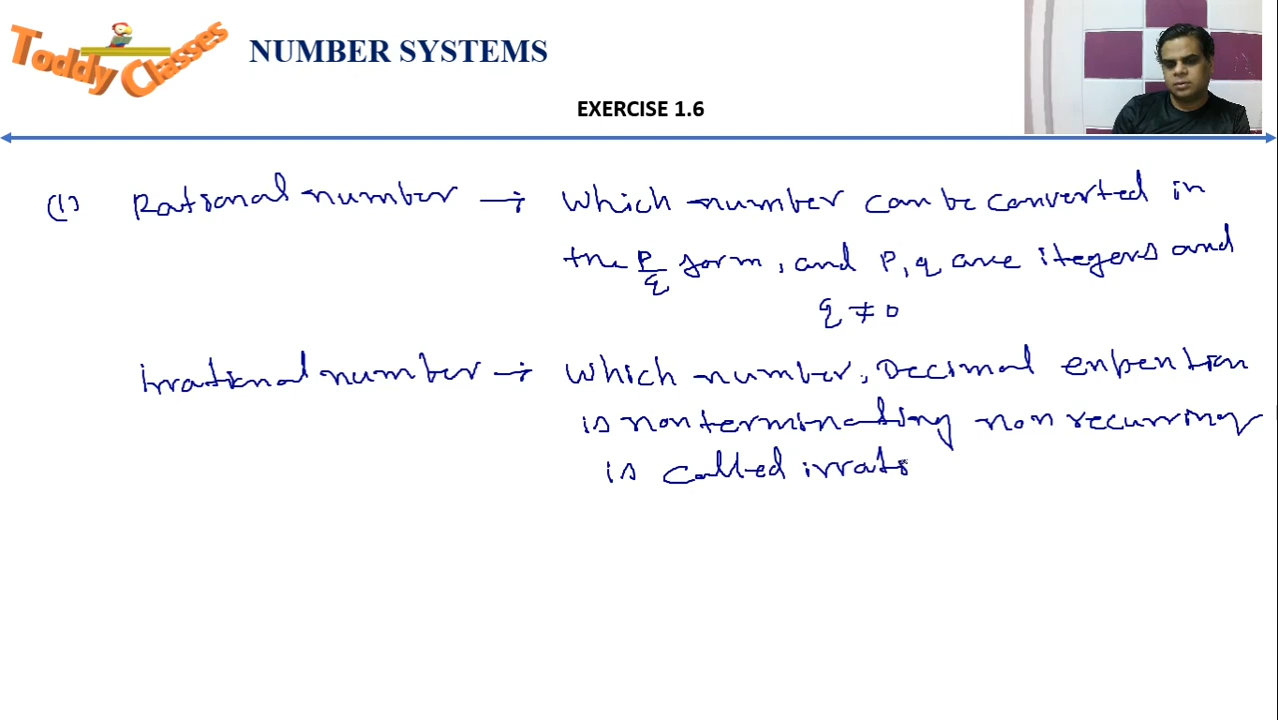 Toddy Classes
NUMBER SYSTEMS
EXERCISE 1.6
(1) Rational number → Which number can be converted in
the P/q form, and P, q are itegers and
q ≠ 0
irrational number → Which number, Decimal enpention
is nonterminating non recurring
is called irrati